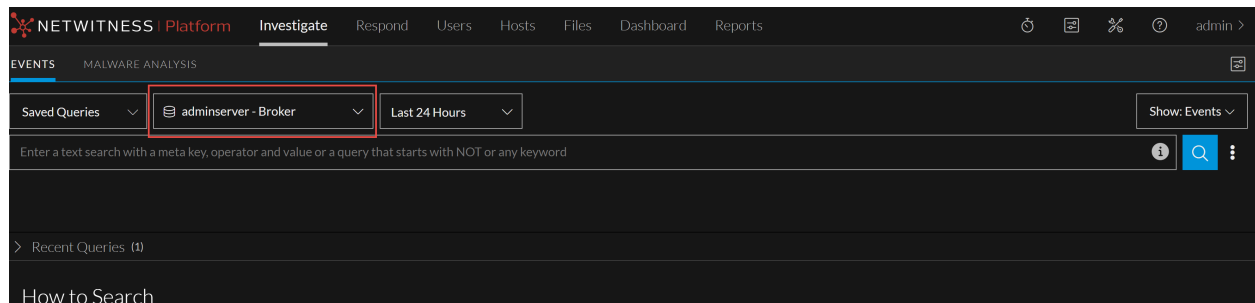 NETWITNESS | Platform Investigate Respond Users Hosts Files Dashboard Reports admin >
EVENTS MALWARE ANALYSIS
Saved Queries adminserver - Broker Last 24 Hours Show: Events
Enter a text search with a meta key, operator and value or a query that starts with NOT or any keyword
Recent Queries (1)
How to Search